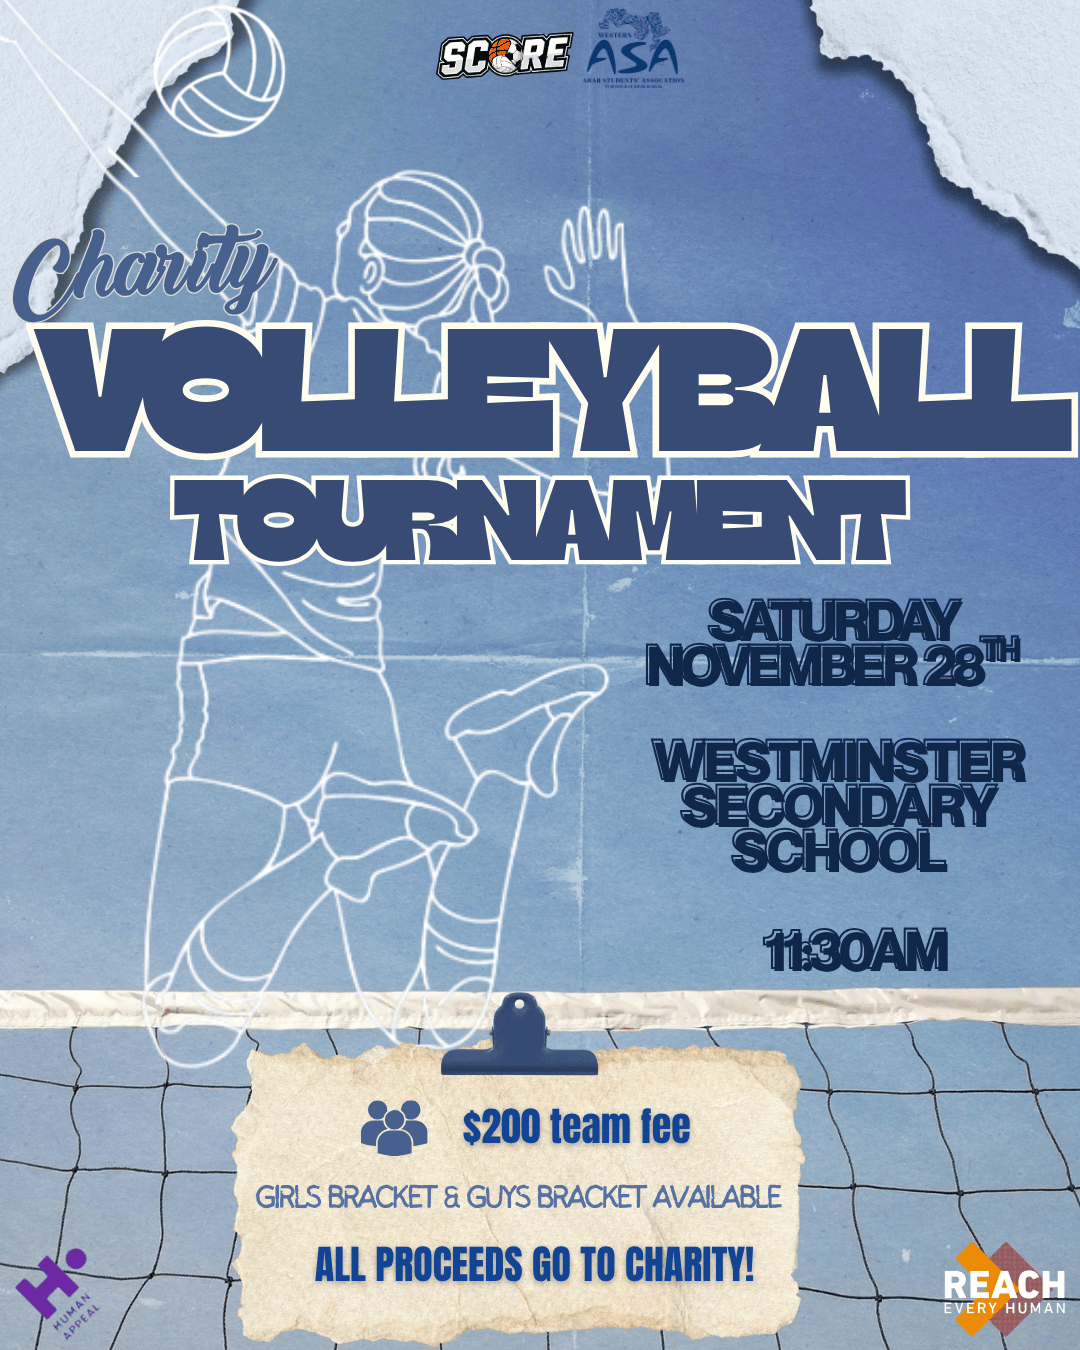 SCORE
WESTERN
ASA
ARAB STUDENTS' ASSOCIATION
Charity
VOLLEYBALL
TOURNAMENT
SATURDAY
NOVEMBER 28TH
WESTMINSTER
SECONDARY
SCHOOL
11:30AM
$200 team fee
GIRLS BRACKET & GUYS BRACKET AVAILABLE
ALL PROCEEDS GO TO CHARITY!
HUMAN
APPEAL
REACH
EVERY HUMAN